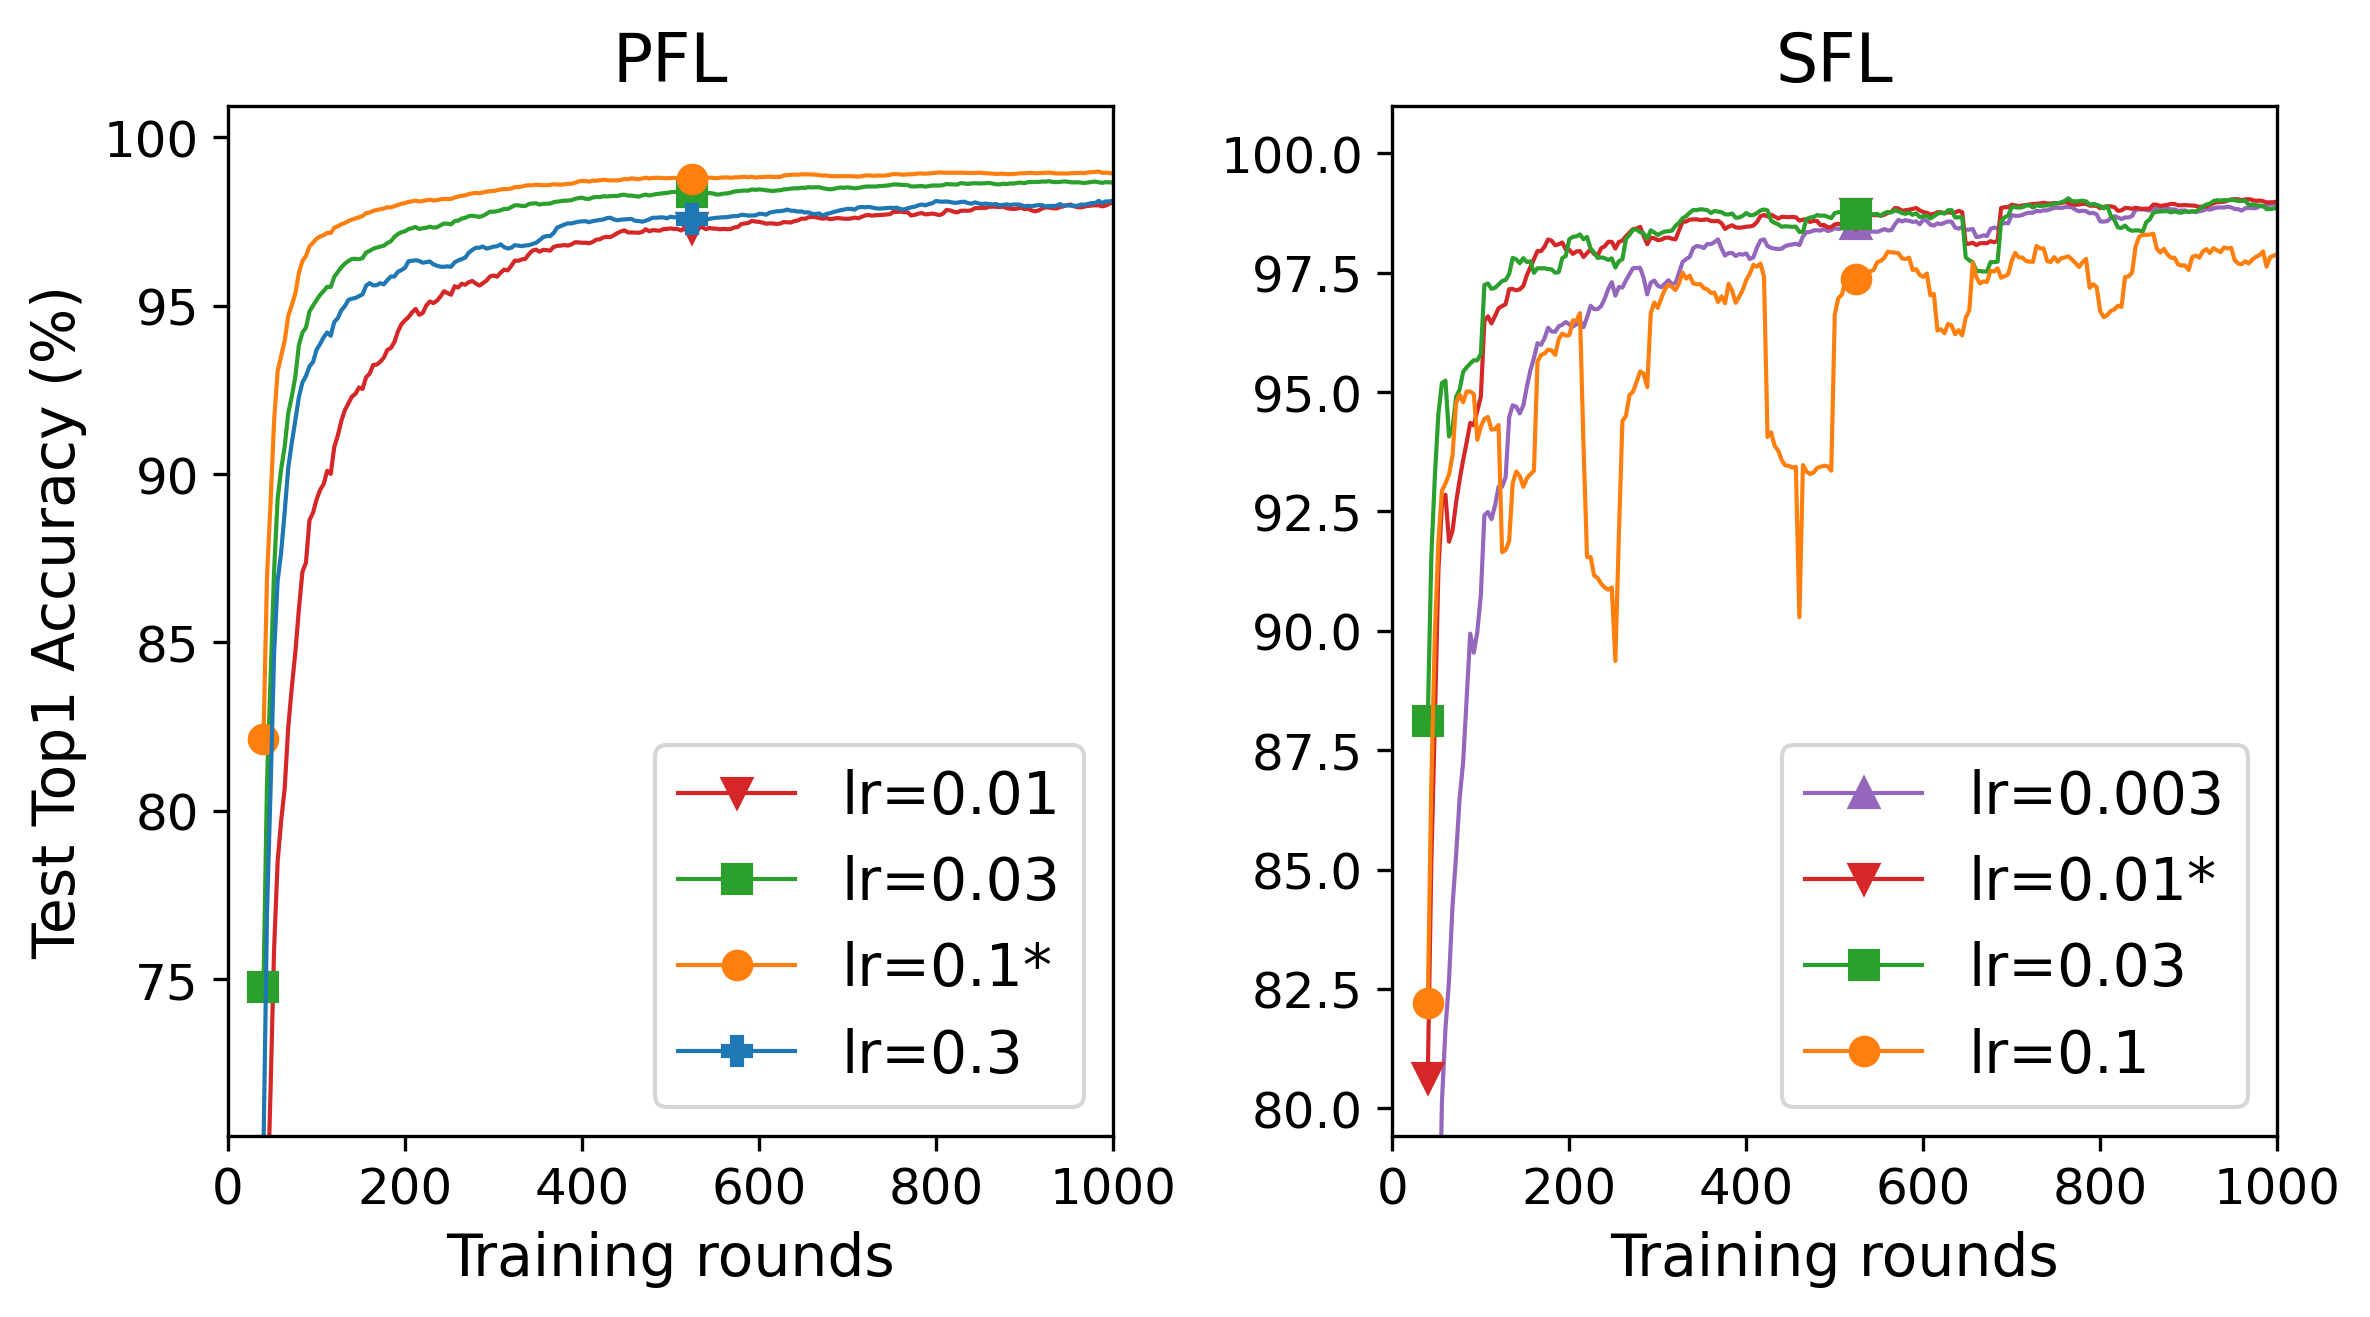 PFL
100
95
90
85
80
75
Test Top1 Accuracy (%)
lr=0.01
lr=0.03
lr=0.1*
lr=0.3
0 200 400 600 800 1000
Training rounds
SFL
100.0
97.5
95.0
92.5
90.0
87.5
85.0
82.5
80.0
lr=0.003
lr=0.01*
lr=0.03
lr=0.1
0 200 400 600 800 1000
Training rounds